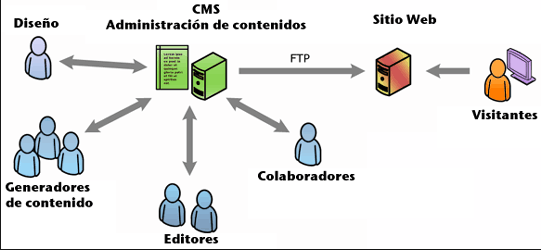 CMS
Administración de contenidos
Diseño
Sitio Web
FTP
Visitantes
Generadores
de contenido
Colaboradores
Editores